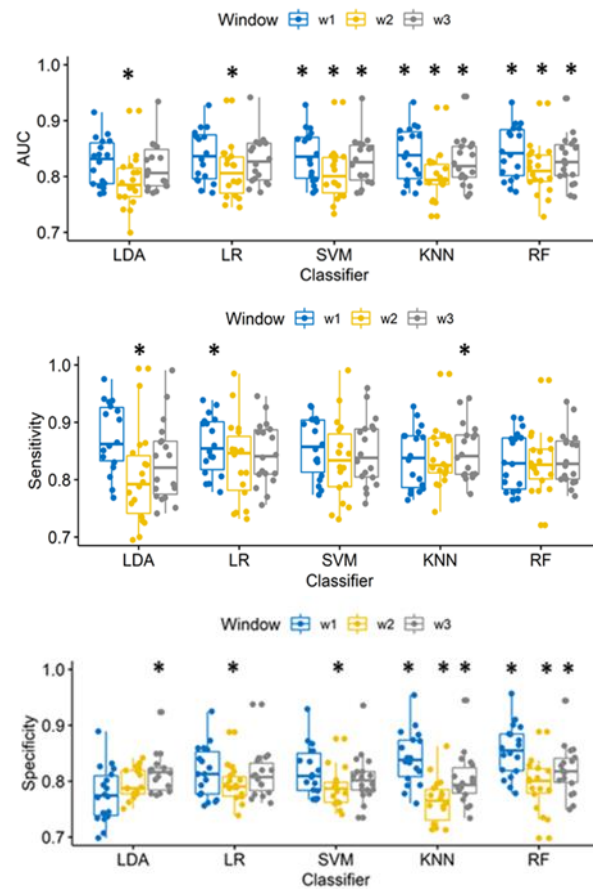 Window w1 w2 w3
* * * * * * * * * * *
1.0
0.9
0.8
0.7
AUC
LDA LR SVM KNN RF
Classifier
Window w1 w2 w3
* * *
1.0
0.9
0.8
0.7
Sensitivity
LDA LR SVM KNN RF
Classifier
Window w1 w2 w3
* * * * * * * * *
1.0
0.9
0.8
0.7
Specificity
LDA LR SVM KNN RF
Classifier